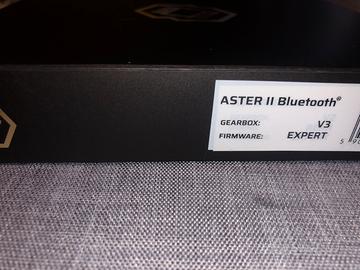 ASTER II Bluetooth®
GEARBOX: V3
FIRMWARE: EXPERT